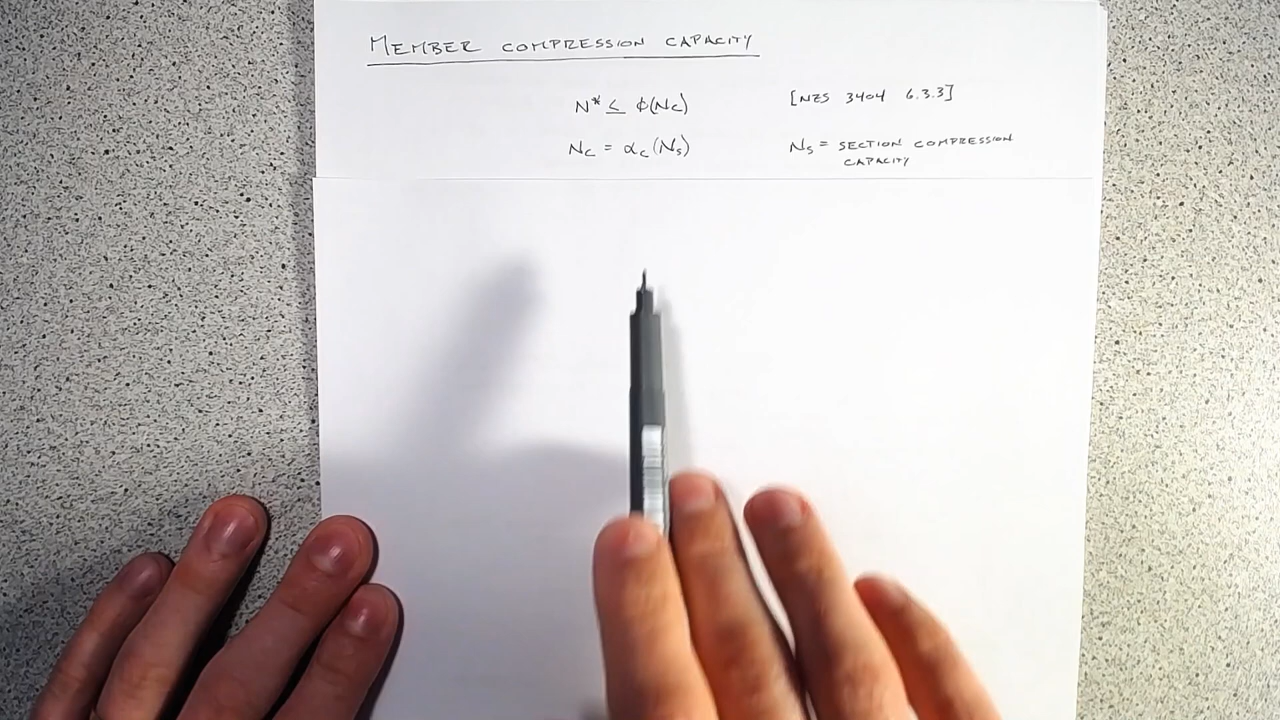 MEMBER COMPRESSION CAPACITY
N* ≤ ϕ(Nc) [NZS 3404 6.3.3]
Nc = αc(Ns) Ns = SECTION COMPRESSION
CAPACITY